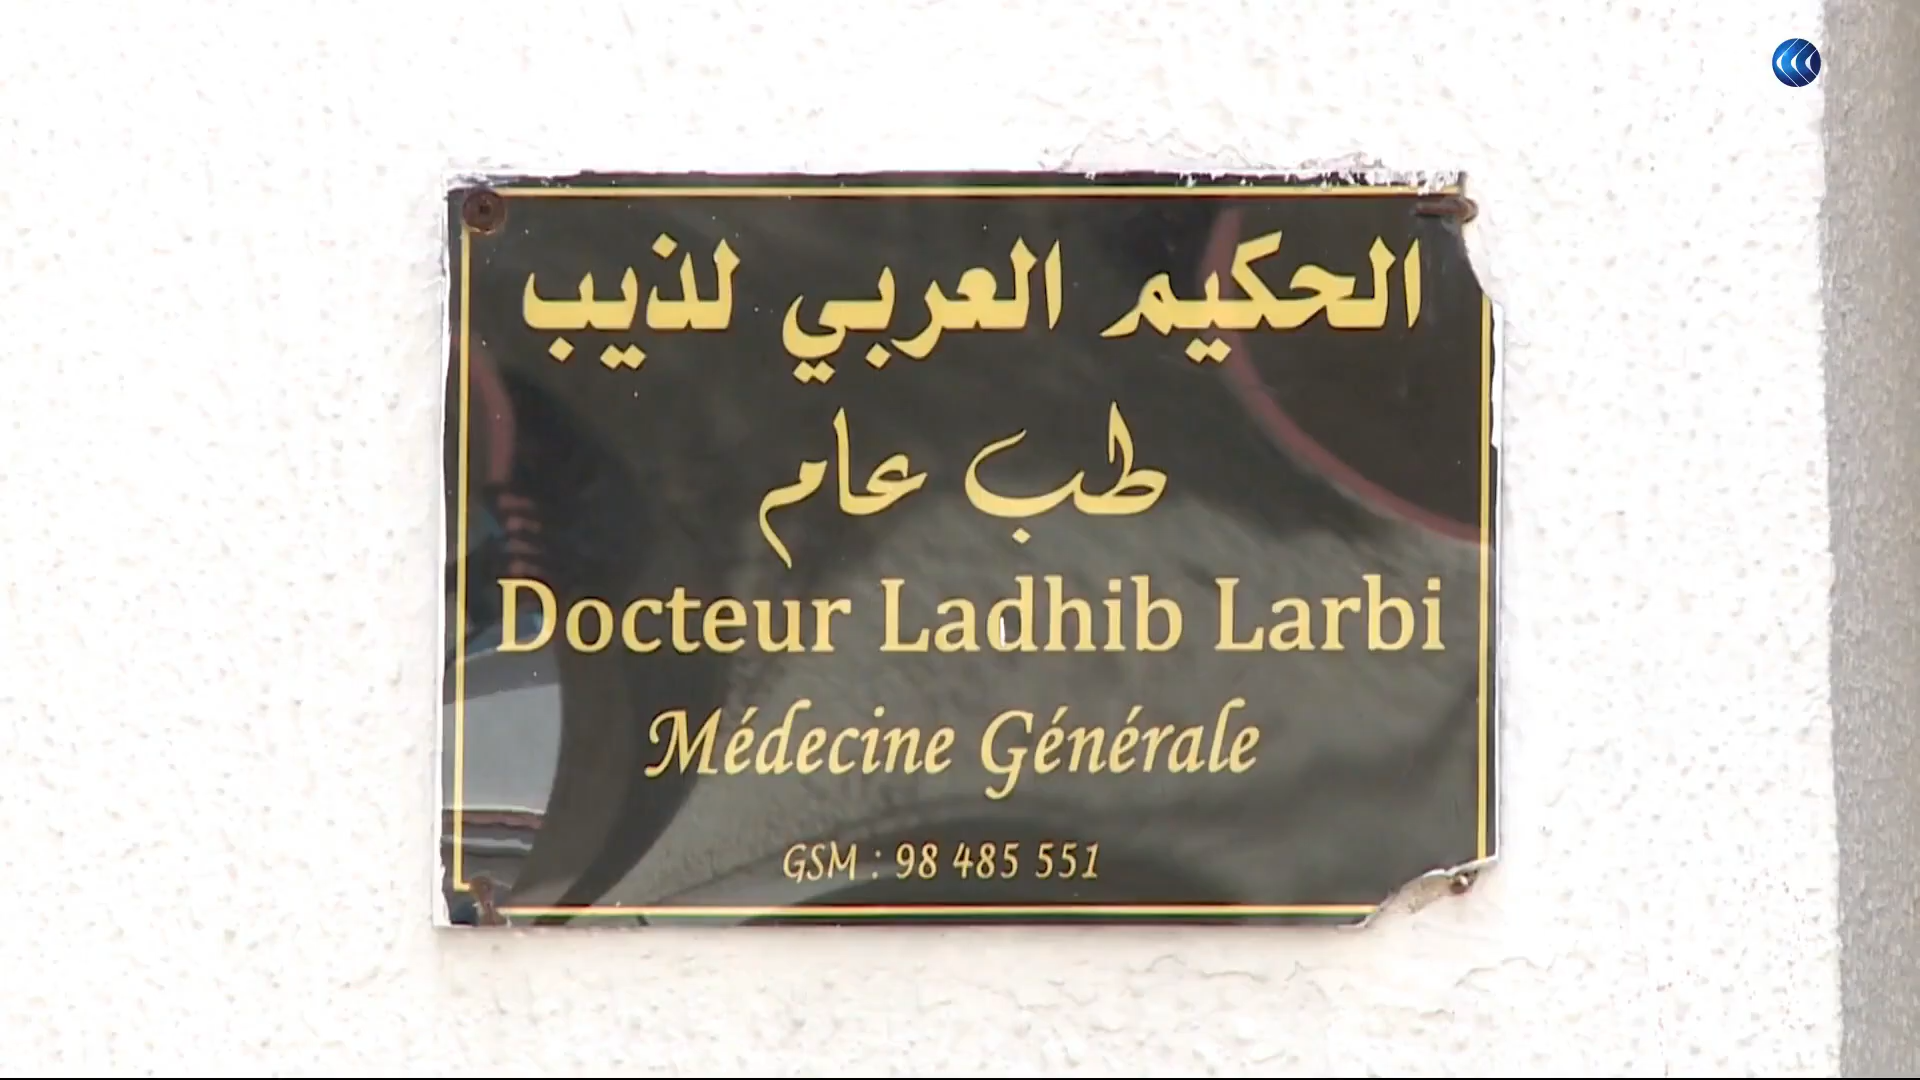 الحكيم العربي لذيب
طب عام
Docteur Ladhib Larbi
Médecine Générale
GSM : 98 485 551